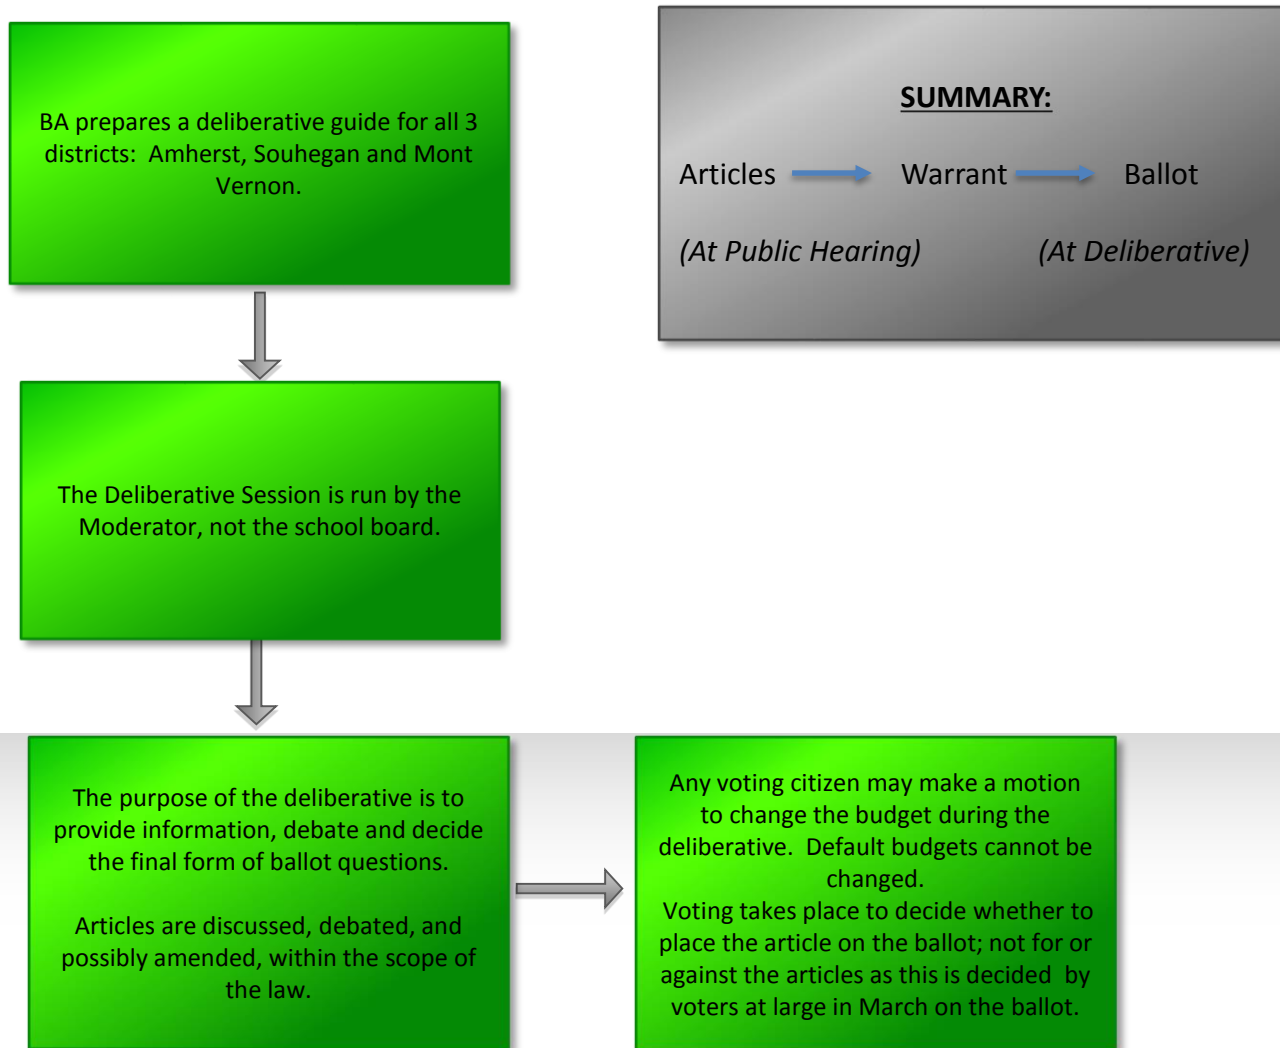 BA prepares a deliberative guide for all 3
districts:  Amherst, Souhegan and Mont
Vernon.
SUMMARY:
Articles Warrant Ballot
(At Public Hearing) (At Deliberative)
The Deliberative Session is run by the
Moderator, not the school board.
The purpose of the deliberative is to
provide information, debate and decide
the final form of ballot questions.
Articles are discussed, debated, and
possibly amended, within the scope of
the law.
Any voting citizen may make a motion
to change the budget during the
deliberative.  Default budgets cannot be
changed.
Voting takes place to decide whether to
place the article on the ballot; not for or
against the articles as this is decided  by
voters at large in March on the ballot.